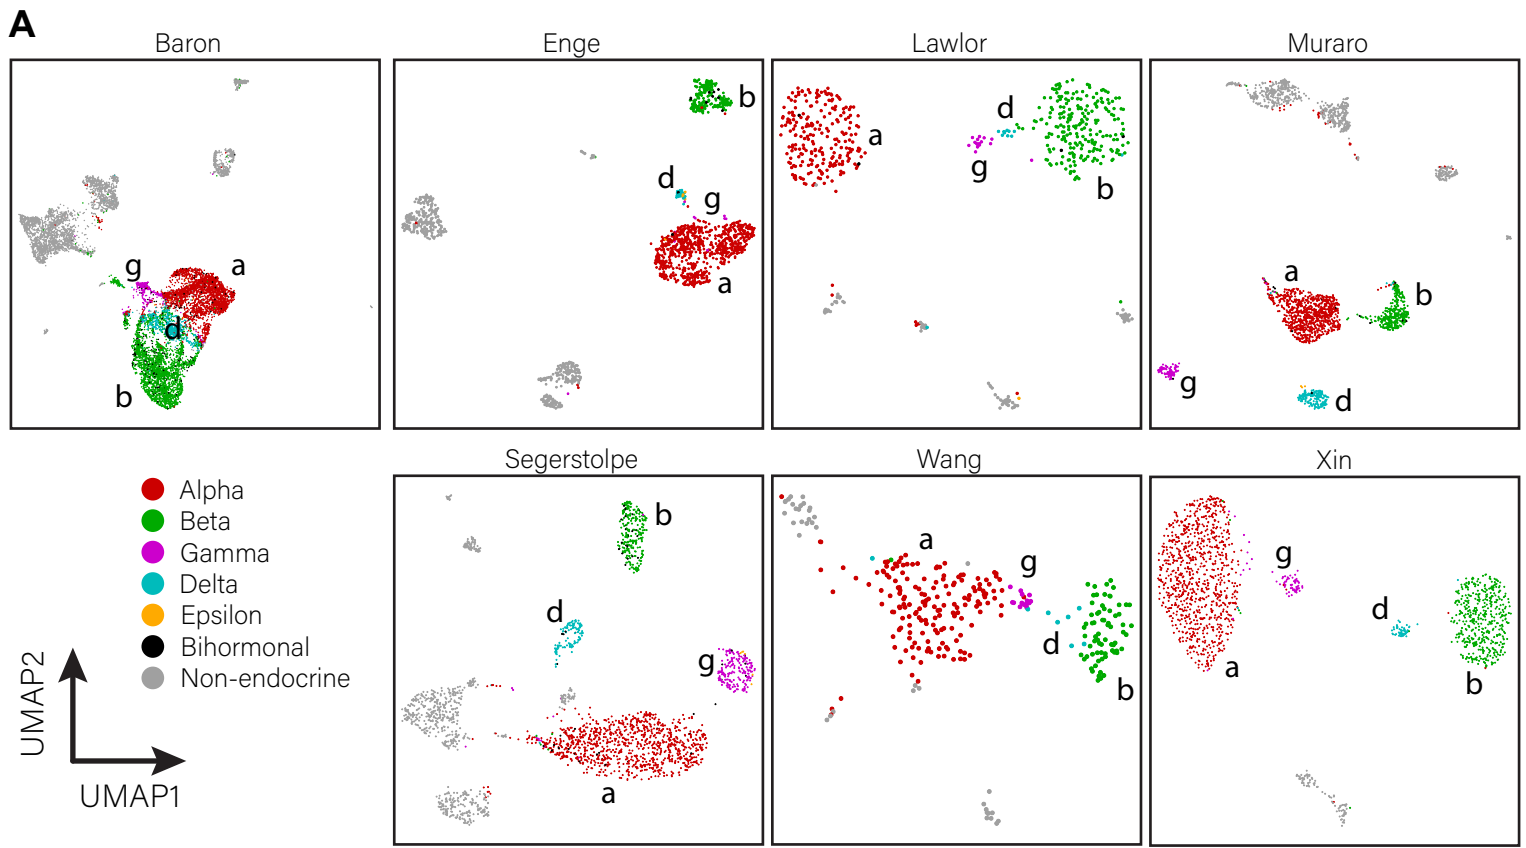 A
Baron
Enge
Lawlor
Muraro
g
a
d
b
b
d
g
a
a
d
g
b
a
b
g
d
Segerstolpe
Wang
Xin
Alpha
Beta
Gamma
Delta
Epsilon
Bihormonal
Non-endocrine
UMAP2
UMAP1
b
d
g
a
a
g
d
b
g
d
a
b